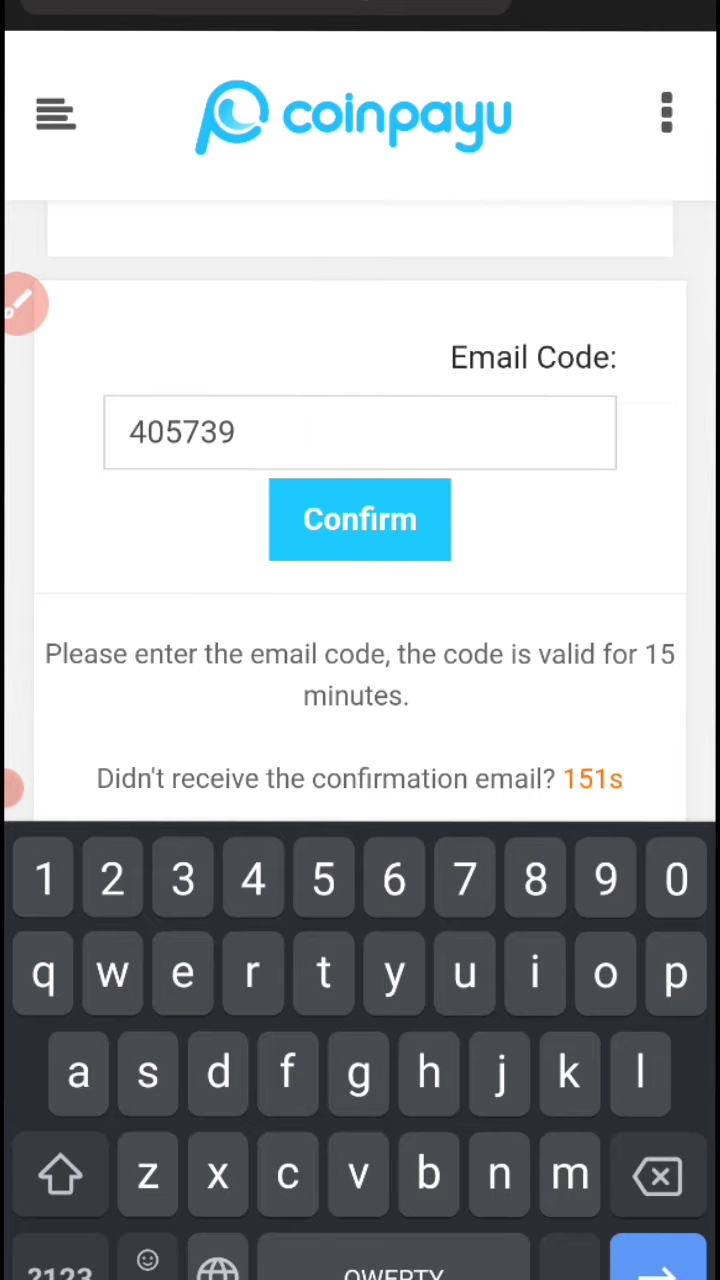 coinpayu
Email Code:
405739
Confirm
Please enter the email code, the code is valid for 15
minutes.
Didn't receive the confirmation email? 151s
1 2 3 4 5 6 7 8 9 0
q w e r t y u i o p
a s d f g h j k l
z x c v b n m
?123 QWERTY